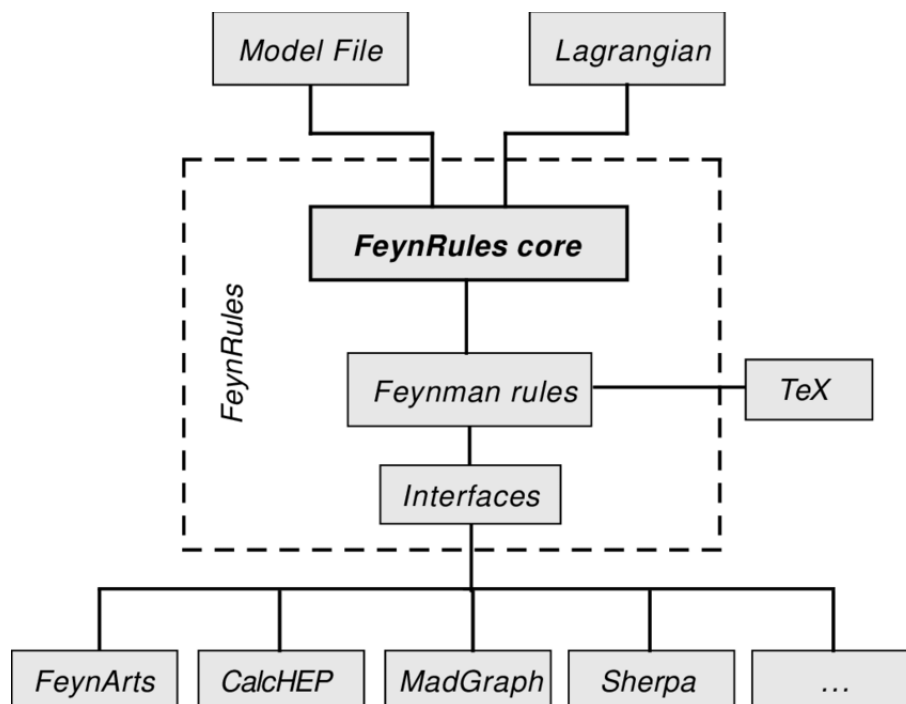 Model File
Lagrangian
FeynRules core
FeynRules
Feynman rules
TeX
Interfaces
FeynArts
CalcHEP
MadGraph
Sherpa
...